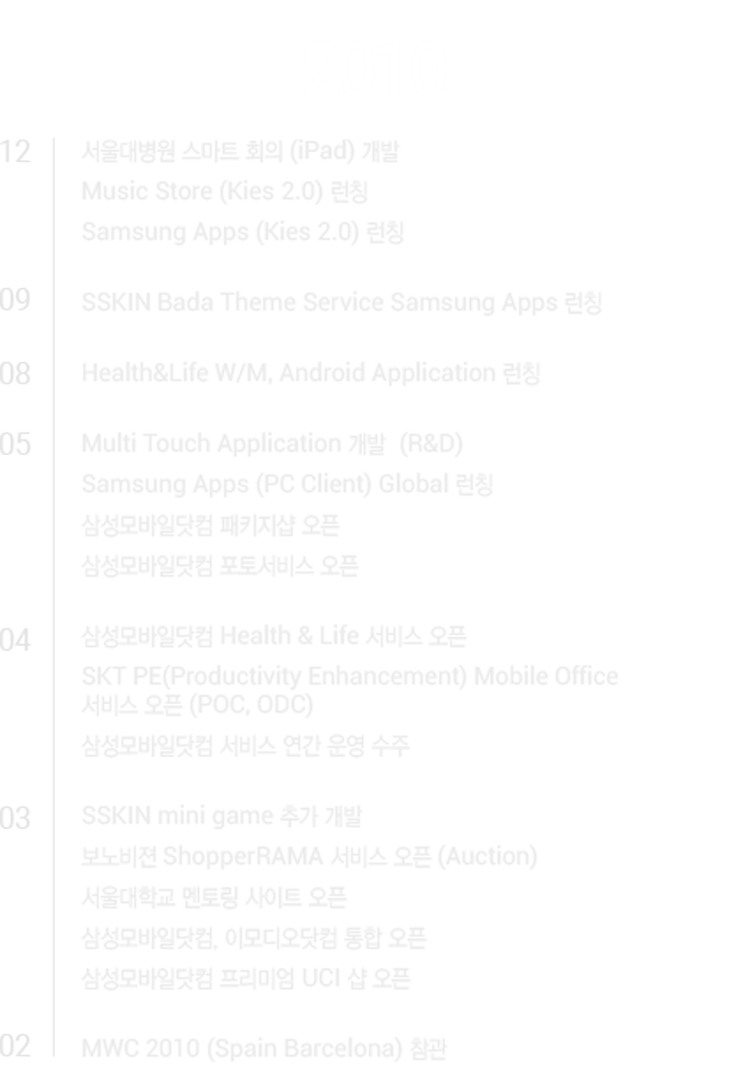 12
서울대병원 스마트 회의 (iPad) 개발
Music Store (Kies 2.0) 런칭
Samsung Apps (Kies 2.0) 런칭
09
SSKIN Bada Theme Service Samsung Apps 런칭
08
Health&Life W/M, Android Application 런칭
05
Multi Touch Application 개발 (R&D)
Samsung Apps (PC Client) Global 런칭
삼성모바일닷컴 패키지샵 오픈
삼성모바일닷컴 포토서비스 오픈
04
삼성모바일닷컴 Health & Life 서비스 오픈
SKT PE(Productivity Enhancement) Mobile Office
서비스 오픈 (POC, ODC)
삼성모바일닷컴 서비스 연간 운영 수주
03
SSKIN mini game 추가 개발
보노비젼 ShopperRAMA 서비스 오픈 (Auction)
서울대학교 멘토링 사이트 오픈
삼성모바일닷컴, 이모디오닷컴 통합 오픈
삼성모바일닷컴 프리미엄 UCI 샵 오픈
02
MWC 2010 (Spain Barcelona) 참관